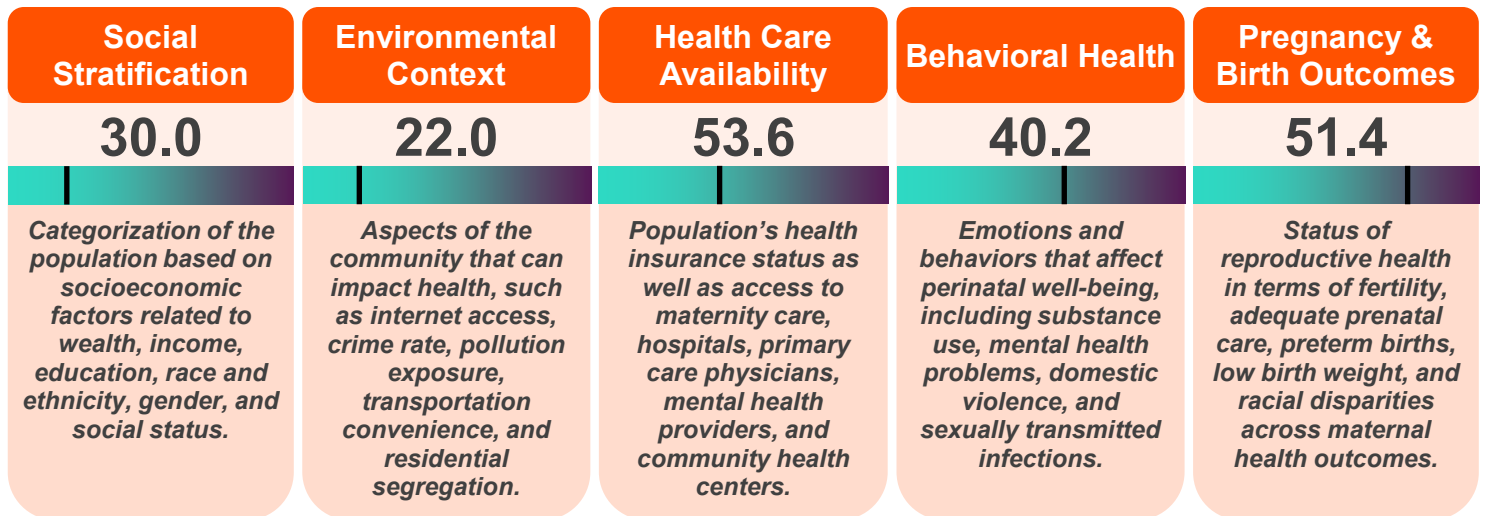 Social
Stratification
30.0
Categorization of the
population based on
socioeconomic
factors related to
wealth, income,
education, race and
ethnicity, gender, and
social status.
Environmental
Context
22.0
Aspects of the
community that can
impact health, such
as internet access,
crime rate, pollution
exposure,
transportation
convenience, and
residential
segregation.
Health Care
Availability
53.6
Population's health
insurance status as
well as access to
maternity care,
hospitals, primary
care physicians,
mental health
providers, and
community health
centers.
Behavioral Health
40.2
Emotions and
behaviors that affect
perinatal well-being,
including substance
use, mental health
problems, domestic
violence, and
sexually transmitted
infections.
Pregnancy &
Birth Outcomes
51.4
Status of
reproductive health
in terms of fertility,
adequate prenatal
care, preterm births,
low birth weight, and
racial disparities
across maternal
health outcomes.